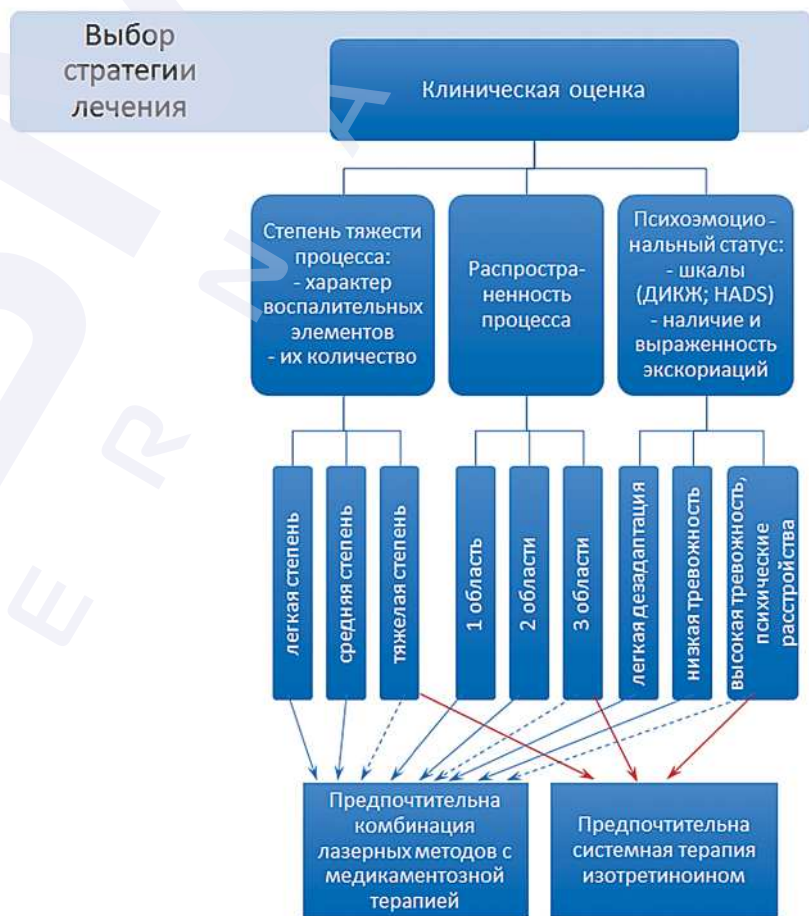 Выбор
стратегии
лечения
Клиническая оценка
Степень тяжести
процесса:
- характер
воспалительных
элементов
- их количество
Распростра-
ненность
процесса
Психоэмоцио -
нальный статус:
- шкалы
(ДИКЖ; HADS)
- наличие и
выраженность
экскориаций
легкая степень
средняя степень
тяжелая степень
1 область
2 области
3 области
легкая дезадаптация
низкая тревожность
высокая тревожность,
психические
расстройства
Предпочтительна
комбинация
лазерных методов с
медикаментозной
терапией
Предпочтительна
системная терапия
изотретиноином